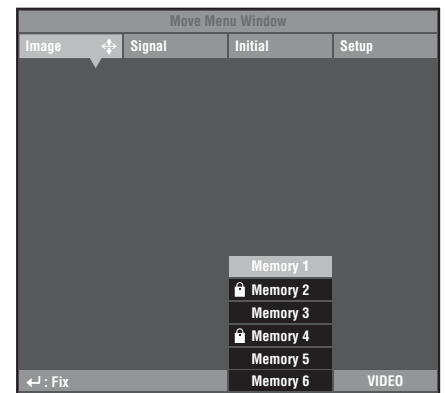 Move Menu Window
Image Signal Initial Setup
Memory 1
Memory 2
Memory 3
Memory 4
Memory 5
↵ : Fix Memory 6 VIDEO